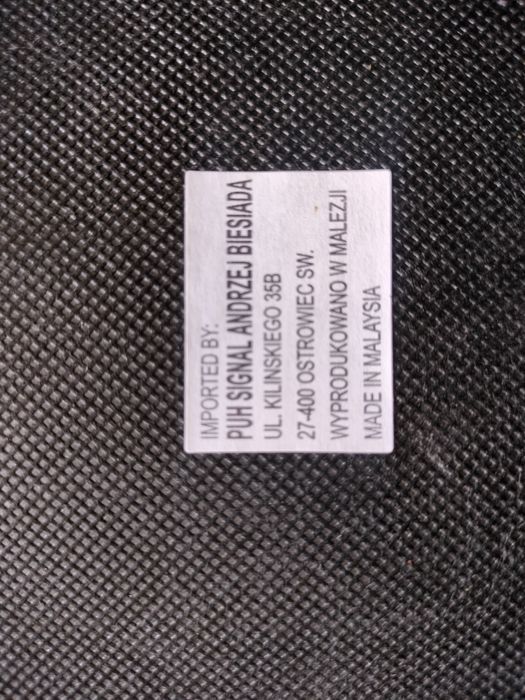 IMPORTED BY:
PUH SIGNAL ANDRZEJ BIESIADA
UL. KILINSKIEGO 35B
27-400 OSTROWIEC SW.
WYPRODUKOWANO W MALEZJI
MADE IN MALAYSIA